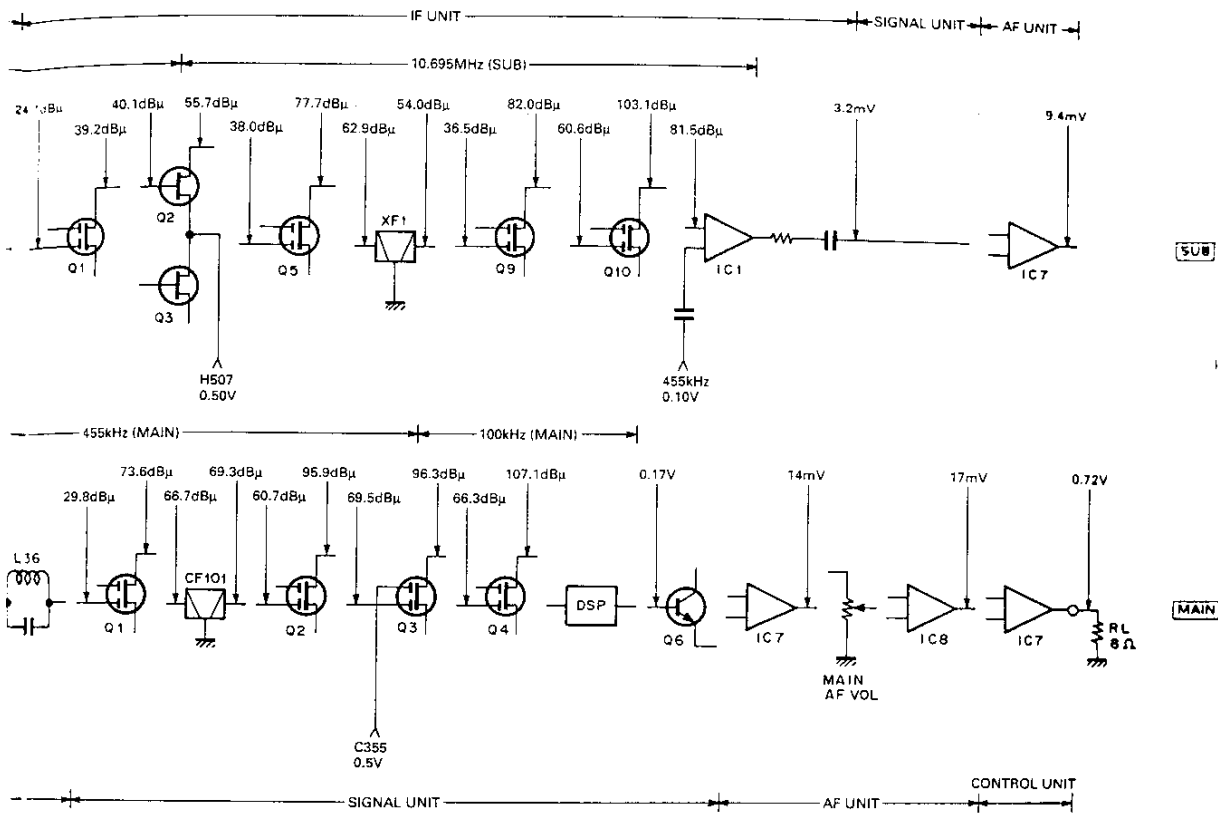 IF UNIT
SIGNAL UNIT
AF UNIT
10.695MHz (SUB)
40.1dBμ
55.7dBμ
77.7dBμ
54.0dBμ
82.0dBμ
103.1dBμ
3.2mV
9.4mV
39.2dBμ
38.0dBμ
62.9dBμ
36.5dBμ
60.6dBμ
81.5dBμ
Q2
XF1
Q1
Q5
Q9
Q10
IC1
IC7
SUB
Q3
H507
0.50V
455kHz
0.10V
455kHz (MAIN)
100kHz (MAIN)
73.6dBμ
69.3dBμ
95.9dBμ
96.3dBμ
107.1dBμ
0.17V
14mV
17mV
0.72V
29.8dBμ
66.7dBμ
60.7dBμ
69.5dBμ
66.3dBμ
L36
CF101
DSP
MAIN
Q1
Q2
Q3
Q4
Q6
IC7
IC8
IC7
RL
8Ω
MAIN
AF VOL
C355
0.5V
SIGNAL UNIT
AF UNIT
CONTROL UNIT